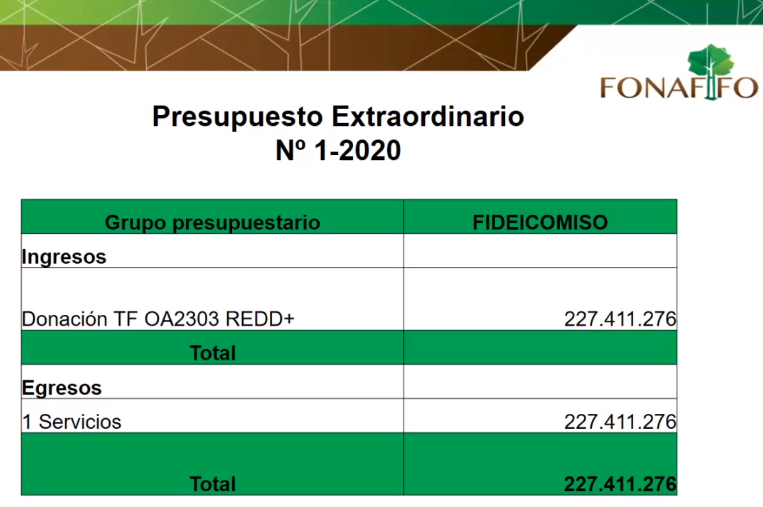 FONAFIFO
Presupuesto Extraordinario
Nº 1-2020
Grupo presupuestario FIDEICOMISO
Ingresos
Donación TF OA2303 REDD+ 227.411.276
Total
Egresos
1 Servicios 227.411.276
Total 227.411.276